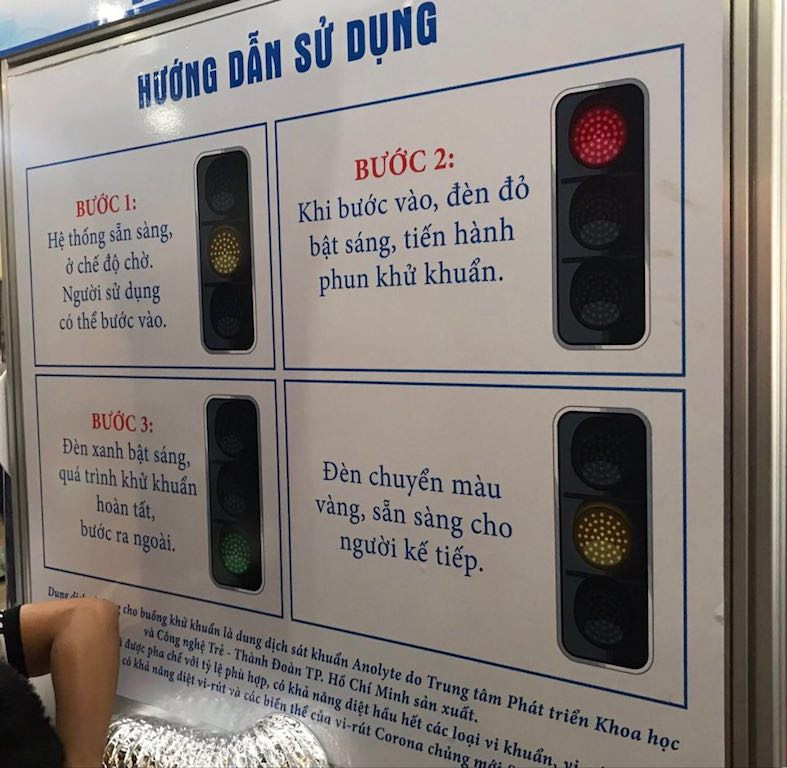 HƯỚNG DẪN SỬ DỤNG
BƯỚC 1:
Hệ thống sẵn sàng,
ở chế độ chờ.
Người sử dụng
có thể bước vào.
BƯỚC 2:
Khi bước vào, đèn đỏ
bật sáng, tiến hành
phun khử khuẩn.
BƯỚC 3:
Đèn xanh bật sáng,
quá trình khử khuẩn
hoàn tất,
bước ra ngoài.
Đèn chuyển màu
vàng, sẵn sàng cho
người kế tiếp.
Dung cho buồng khử khuẩn là dung dịch sát khuẩn Anolyte do Trung tâm Phát triển Khoa học
và Công nghệ Trẻ - Thành Đoàn TP. Hồ Chí Minh sản xuất.
được pha chế với tỷ lệ phù hợp, có khả năng diệt hầu hết các loại vi khuẩn,
có khả năng diệt vi-rút và các biến thể của vi-rút Corona chủng mới